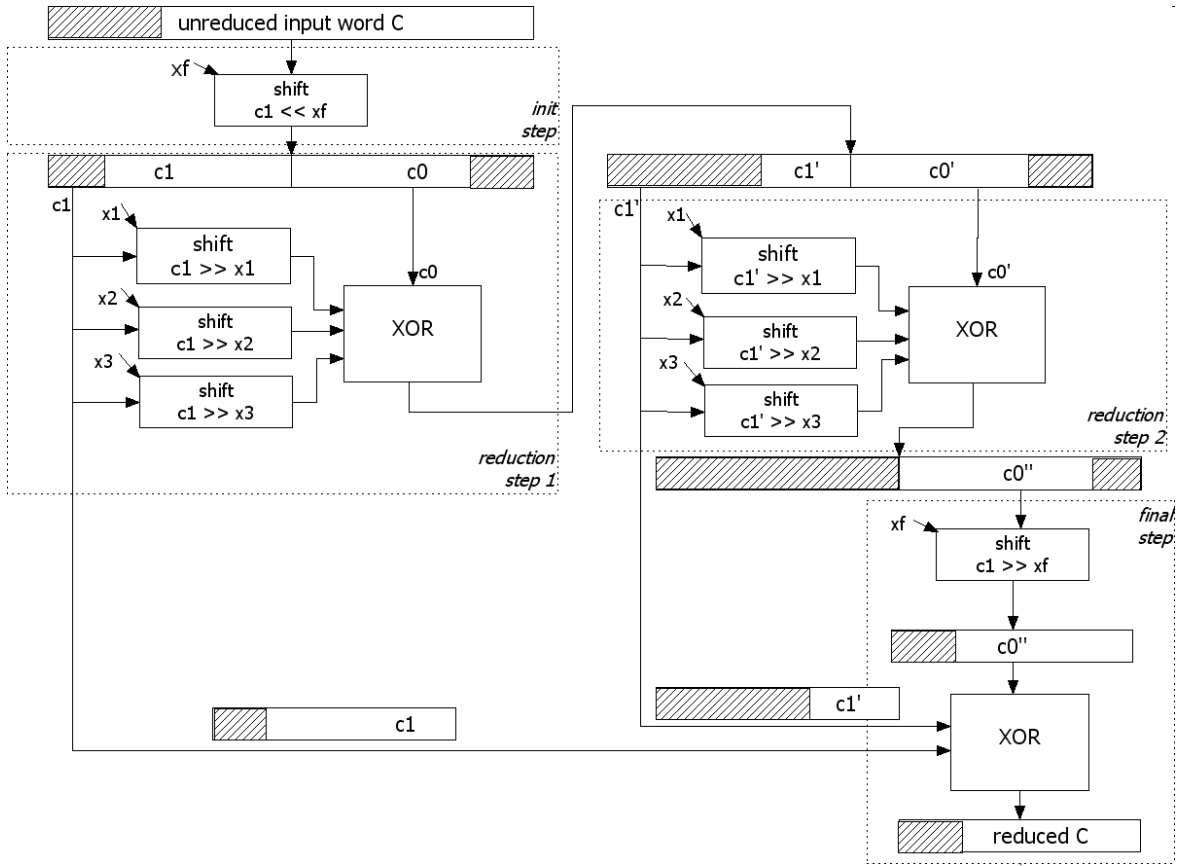 unreduced input word C
xf
shift
c1 << xf
init
step
c1
c0
c1
x1
shift
c1 >> x1
x2
shift
c1 >> x2
x3
shift
c1 >> x3
c0
XOR
reduction
step 1
c1'
c0'
c1'
x1
shift
c1' >> x1
x2
shift
c1' >> x2
x3
shift
c1' >> x3
c0'
XOR
reduction
step 2
c0''
final
step
xf
shift
c1 >> xf
c0''
c1'
c1
XOR
reduced C